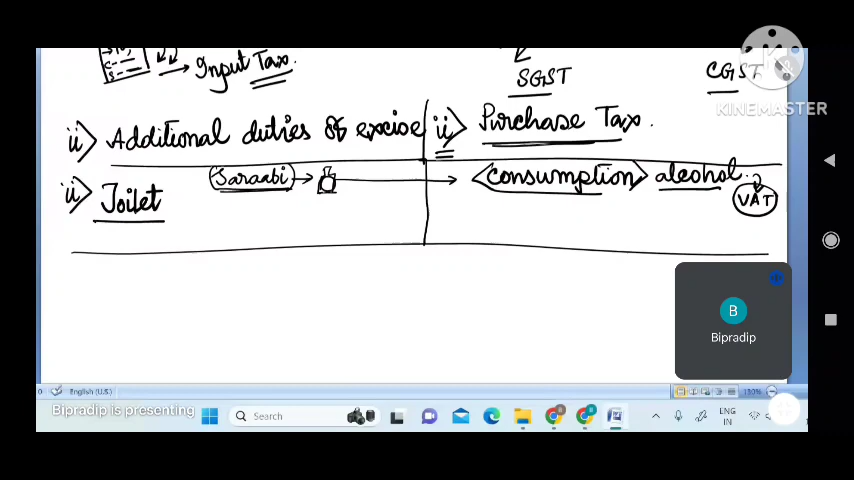 Input Tax.
SGST
CGST
KINEMASTER
ii> Additional duties of excise
ii> Purchase Tax.
ii> Toilet
Saraabi
Consumption alcohol.
VAT
B
Bipradip
English (U.S.)
130%
Bipradip is presenting
Search
ENG
IN